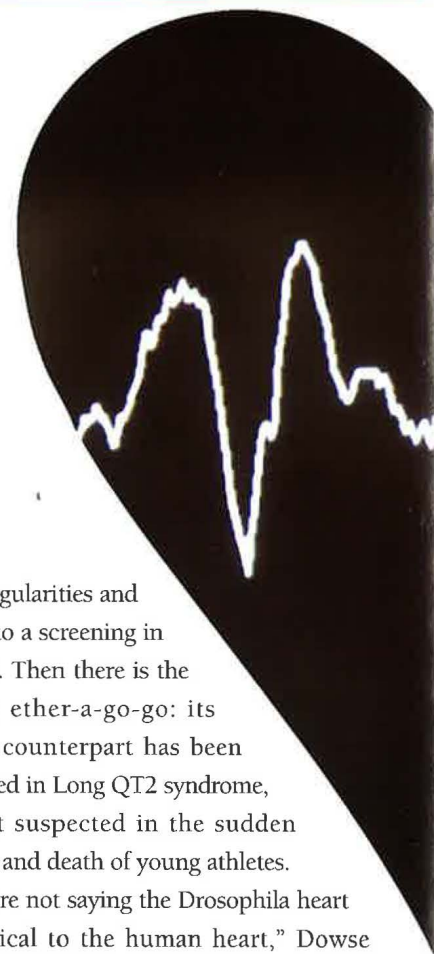 gularities and
o a screening in
. Then there is the
ether-a-go-go: its
counterpart has been
ed in Long QT2 syndrome,
t suspected in the sudden
and death of young athletes.
re not saying the Drosophila heart
ical to the human heart,” Dowse